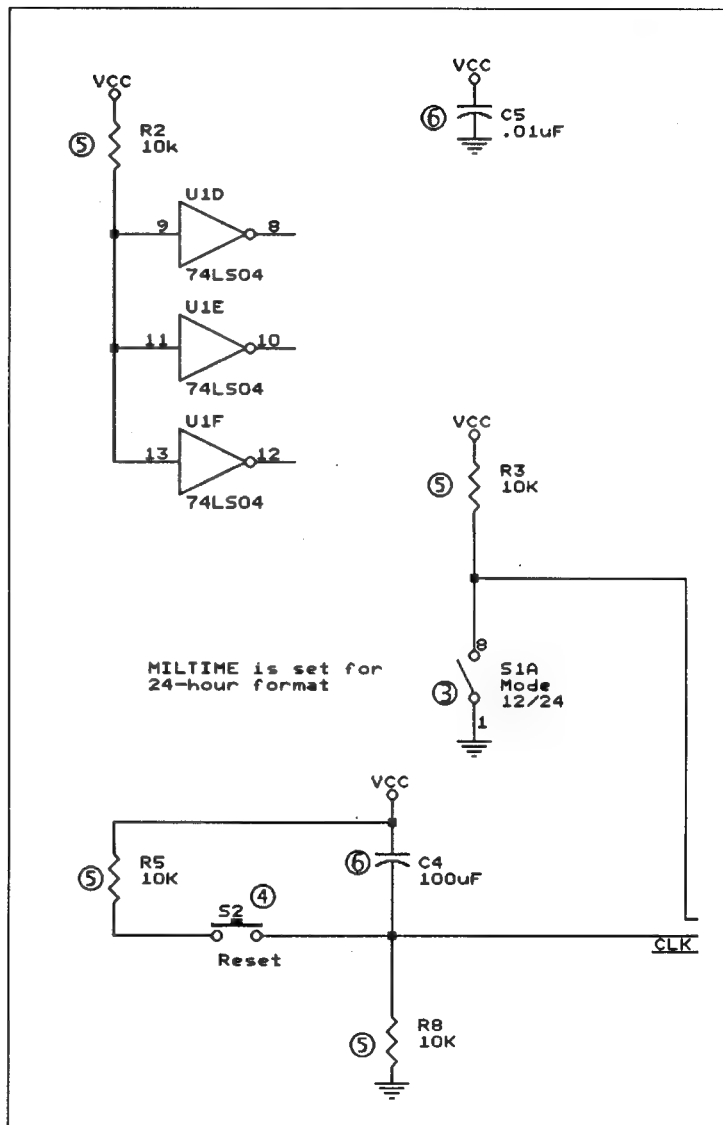 VCC
⑤
R2
10k
U1D
9
8
74LS04
U1E
11
10
74LS04
U1F
13
12
74LS04
VCC
⑥
C5
.01uF
VCC
⑤
R3
10K
8
③
S1A
Mode
12/24
1
MILTIME is set for
24-hour format
VCC
⑤
R5
10K
⑥
C4
100uF
S2
④
Reset
CLK
⑤
R8
10K